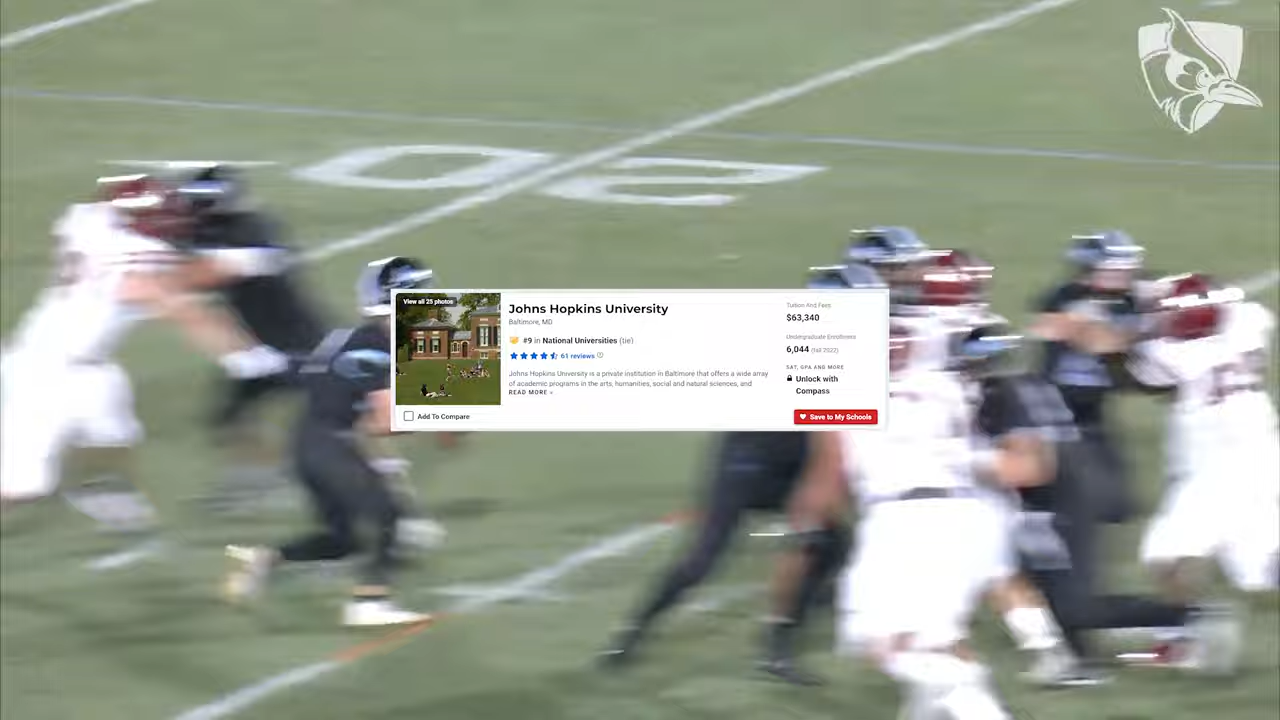 20
View all 25 photos
Johns Hopkins University
Baltimore, MD
#9 in National Universities (tie)
61 reviews
Johns Hopkins University is a private institution in Baltimore that offers a wide array
of academic programs in the arts, humanities, social and natural sciences, and
READ MORE
Add To Compare
Tuition And Fees
$63,340
Undergraduate Enrollment
6,044 (fall 2022)
SAT, GPA AND MORE
Unlock with
Compass
Save to My Schools